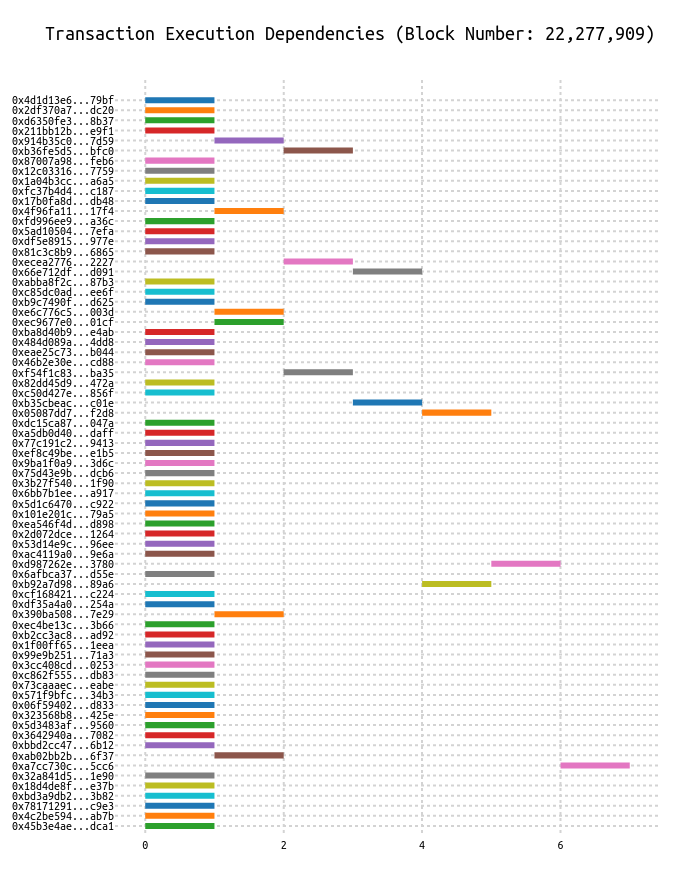 Transaction Execution Dependencies (Block Number: 22,277,909)
0x4d1d13e6...79bf
0x2df370a7...dc20
0xd6350fe3...8b37
0x211bb12b...e9f1
0x914b35c0...7d59
0xb36fe5d5...bfc0
0x87007a98...feb6
0x12c03316...7759
0x1a04b3cc...a6a5
0xfc37b4d4...c187
0x17b0fa8d...db48
0x4f96fa11...17f4
0xfd996ee9...a36c
0x5ad10504...7efa
0xdf5e8915...977e
0x81c3c8b9...6865
0xecea2776...2227
0x66e712df...d091
0xabba8f2c...87b3
0xc85dc0ad...ee6f
0xb9c7490f...d625
0xe6c776c5...003d
0xec9677e0...01cf
0xba8d40b9...e4ab
0x484d089a...4dd8
0xeae25c73...b044
0x46b2e30e...cd88
0xf54f1c83...ba35
0x82dd45d9...472a
0xc50d427e...856f
0xb35cbeac...c01e
0x05087dd7...f2d8
0xdc15ca87...047a
0xa5db0d40...daff
0x77c191c2...9413
0xef8c49be...e1b5
0x9ba1f0a9...3d6c
0x75d43e9b...dcb6
0x3b27f540...1f90
0x6bb7b1ee...a917
0x5d1c6470...c922
0x101e201c...79a5
0xea546f4d...d898
0x2d072dce...1264
0x53d14e9c...96ee
0xac4119a0...9e6a
0xd987262e...3780
0x6afbca37...d55e
0xb92a7d98...89a6
0xcf168421...c224
0xdf35a4a0...254a
0x390ba508...7e29
0xec4be13c...3b66
0xb2cc3ac8...ad92
0x1f00ff65...1eea
0x99e9b251...71a3
0x3cc408cd...0253
0xc862f555...db83
0x73caaaec...eabe
0x571f9bfc...34b3
0x06f59402...d833
0x323568b8...425e
0x5d3483af...9560
0x3642940a...7082
0xbbd2cc47...6b12
0xab02bb2b...6f37
0xa7cc730c...5cc6
0x32a841d5...1e90
0x18d4de8f...e37b
0xbd3a9db2...3b82
0x78171291...c9e3
0x4c2be594...ab7b
0x45b3e4ae...dca1
0 2 4 6